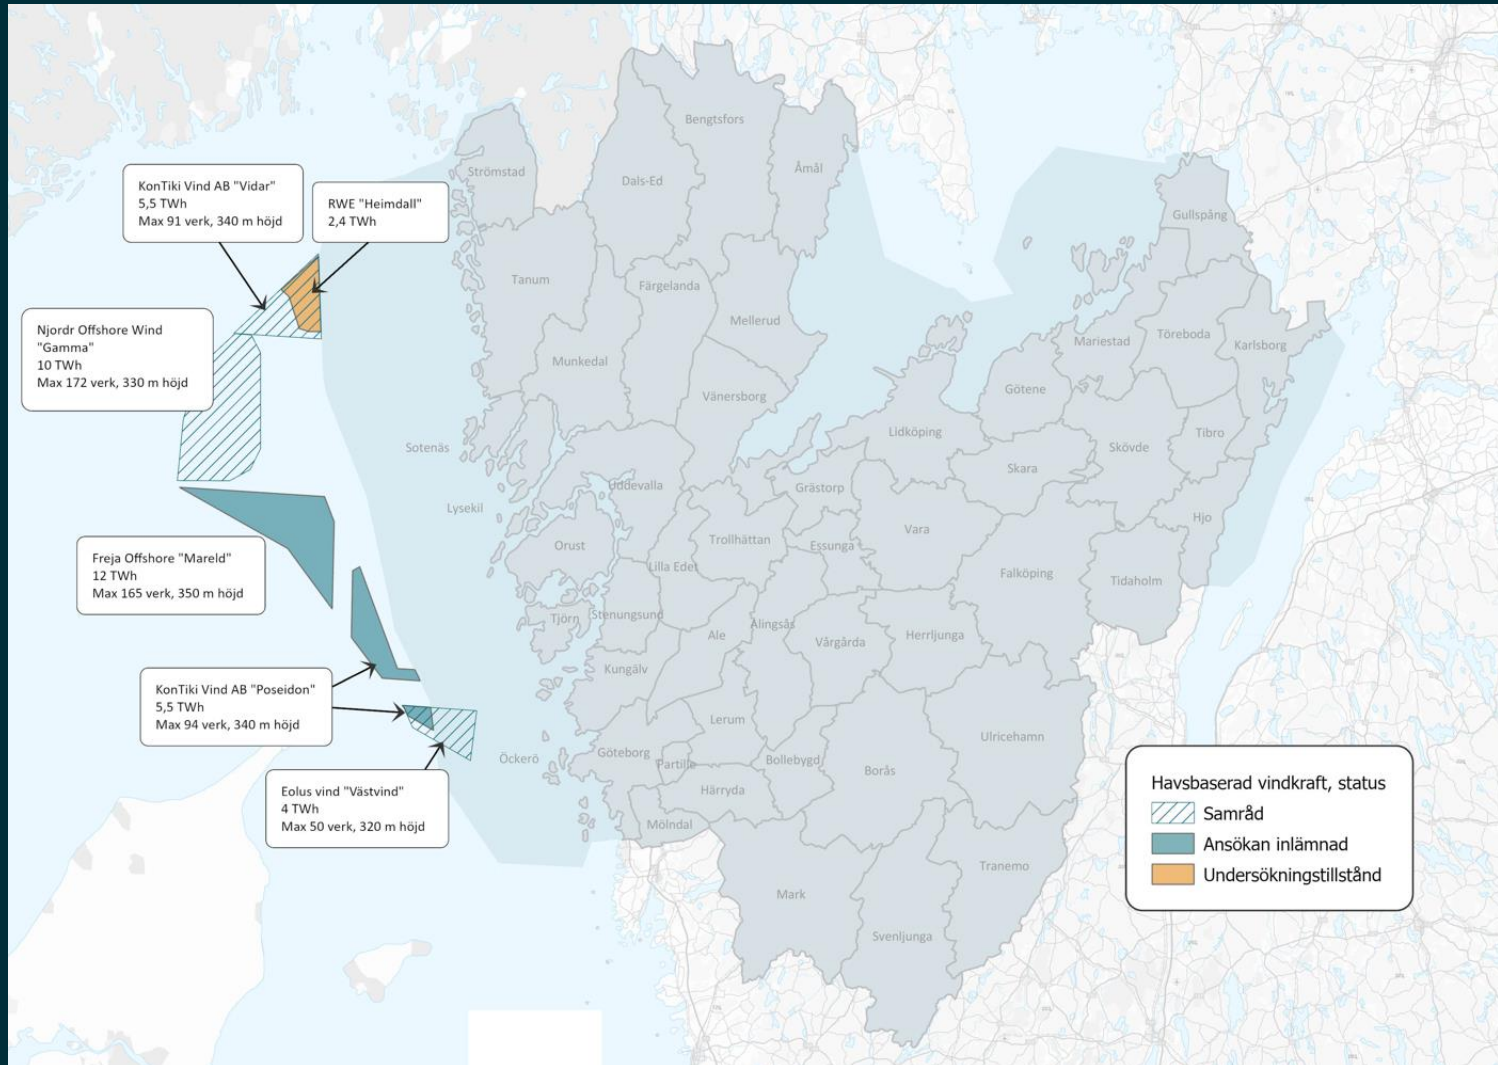 KonTiki Vind AB "Vidar"
5,5 TWh
Max 91 verk, 340 m höjd
RWE "Heimdall"
2,4 TWh
Njordr Offshore Wind
"Gamma"
10 TWh
Max 172 verk, 330 m höjd
Freja Offshore "Mareld"
12 TWh
Max 165 verk, 350 m höjd
KonTiki Vind AB "Poseidon"
5,5 TWh
Max 94 verk, 340 m höjd
Eolus vind "Västvind"
4 TWh
Max 50 verk, 320 m höjd
Bengtsfors
Strömstad
Dals-Ed
Åmål
Gullspång
Tanum
Färgelanda
Mellerud
Munkedal
Mariestad
Töreboda
Karlsborg
Vänersborg
Götene
Sotenäs
Lidköping
Skara
Skövde
Tibro
Uddevalla
Grästorp
Lysekil
Vara
Hjo
Orust
Trollhättan
Essunga
Lilla Edet
Falköping
Tidaholm
Tjörn
Stenungsund
Ale
Alingsås
Vårgårda
Herrljunga
Kungälv
Lerum
Ulricehamn
Öckerö
Göteborg
Partille
Bollebygd
Borås
Härryda
Mölndal
Tranemo
Mark
Svenljunga
Havsbaserad vindkraft, status
Samråd
Ansökan inlämnad
Undersökningstillstånd